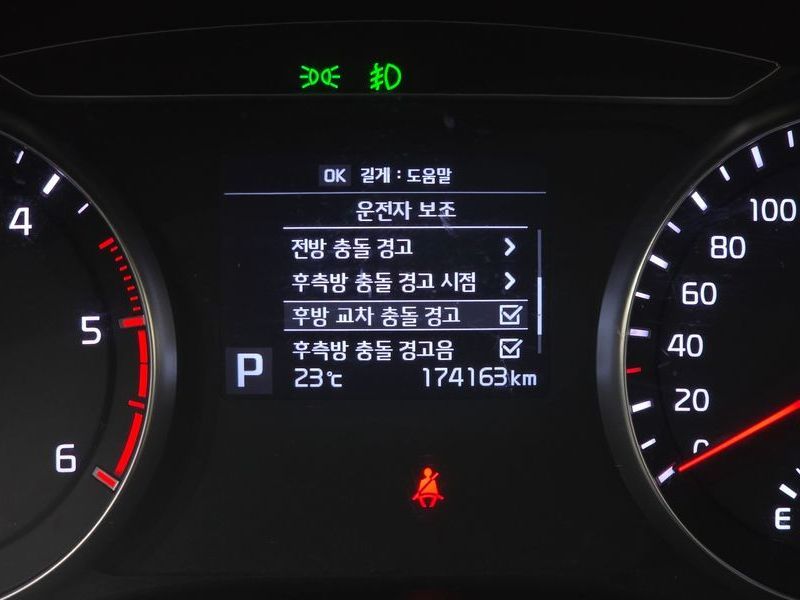 OK 길게 : 도움말
운전자 보조
전방 충돌 경고
후측방 충돌 경고 시점
후방 교차 충돌 경고
후측방 충돌 경고음
P 23℃ 174163km
4
5
6
100
80
60
40
20
0
E